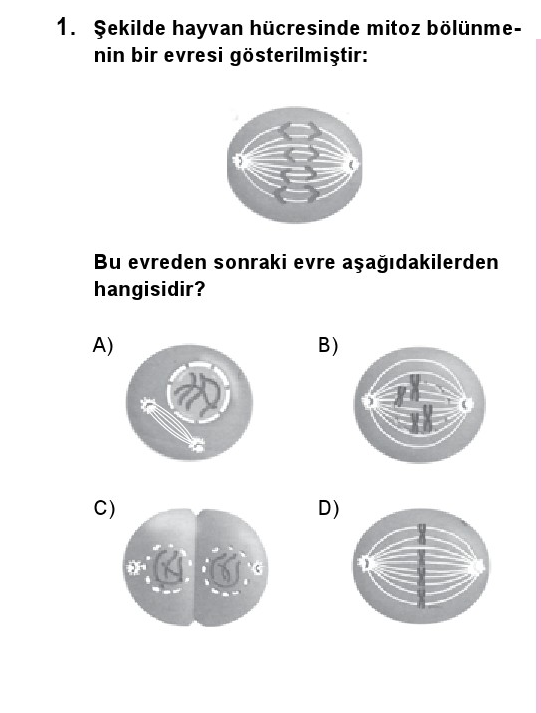 1. Şekilde hayvan hücresinde mitoz bölünme-
nin bir evresi gösterilmiştir:
Bu evreden sonraki evre aşağıdakilerden
hangisidir?
A)
B)
C)
D)